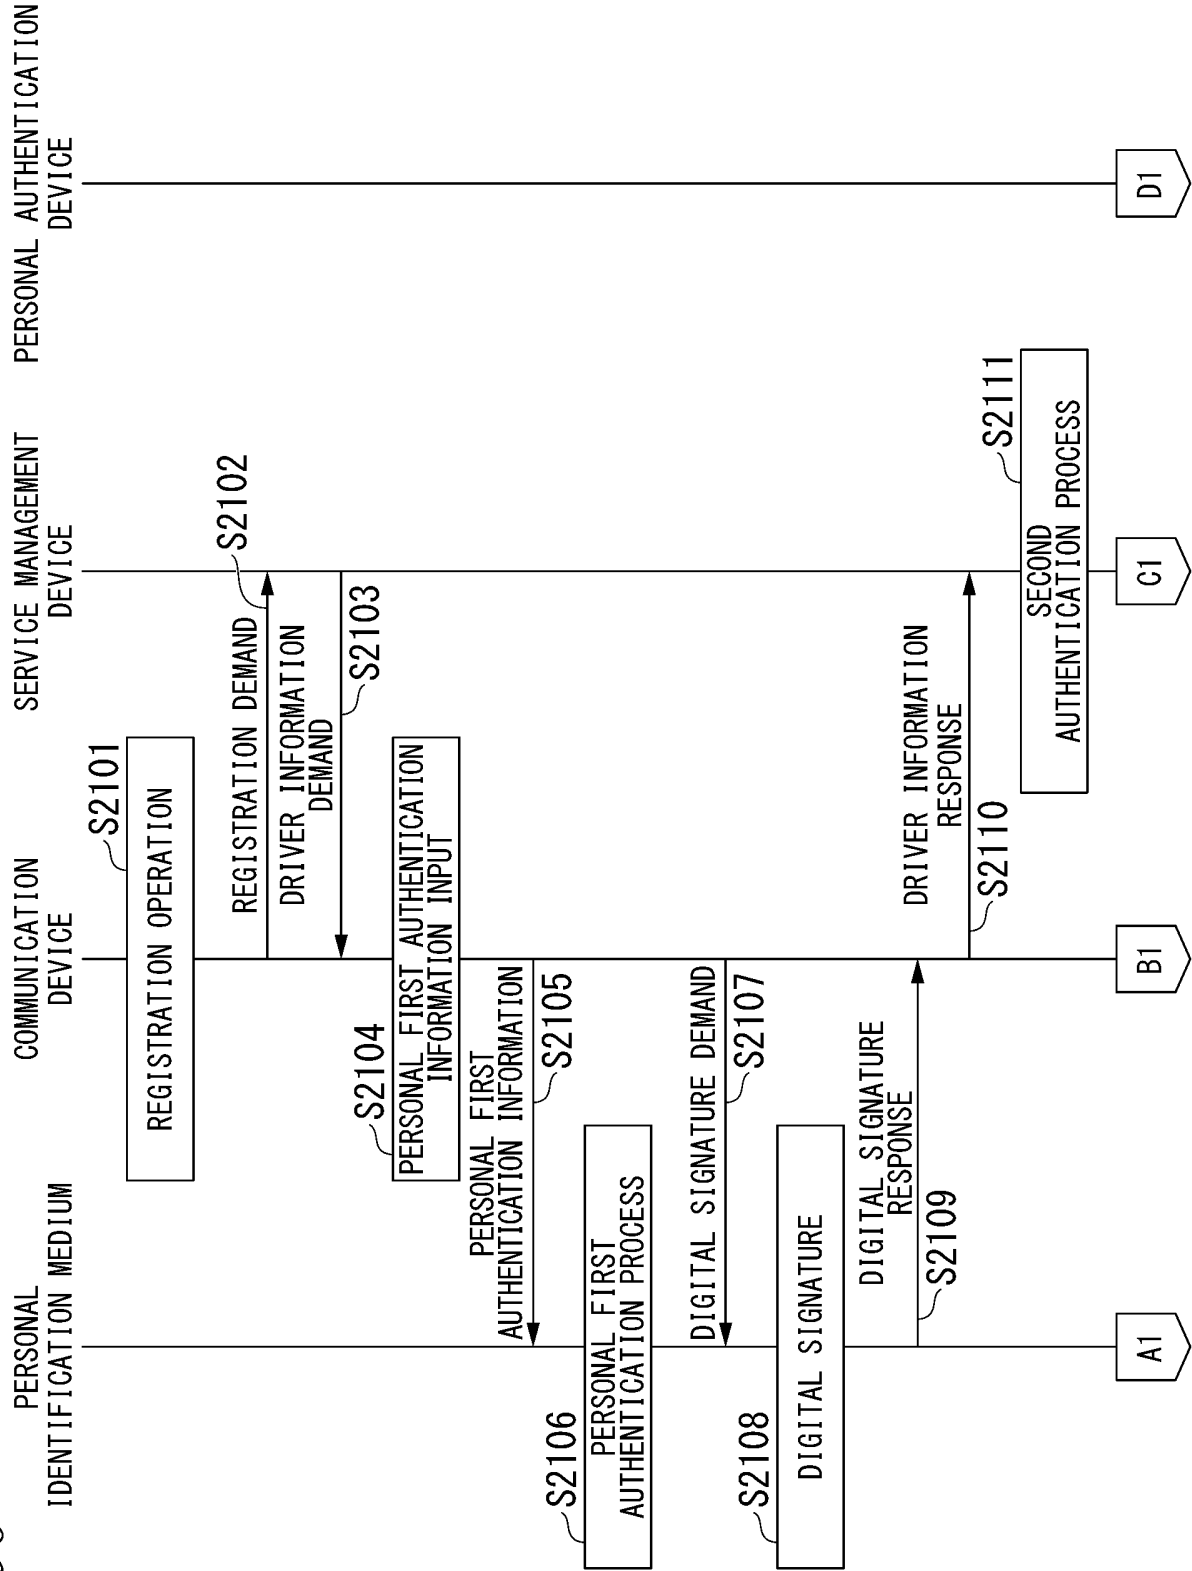 PERSONAL
IDENTIFICATION MEDIUM
COMMUNICATION
DEVICE
SERVICE MANAGEMENT
DEVICE
PERSONAL AUTHENTICATION
DEVICE
S2101
REGISTRATION OPERATION
REGISTRATION DEMAND
S2102
DRIVER INFORMATION
DEMAND
S2103
S2104
PERSONAL FIRST AUTHENTICATION
INFORMATION INPUT
PERSONAL FIRST
AUTHENTICATION INFORMATION
S2105
S2106
PERSONAL FIRST
AUTHENTICATION PROCESS
DIGITAL SIGNATURE DEMAND
S2107
S2108
DIGITAL SIGNATURE
DIGITAL SIGNATURE
RESPONSE
S2109
DRIVER INFORMATION
RESPONSE
S2110
S2111
SECOND
AUTHENTICATION PROCESS
A1
B1
C1
D1